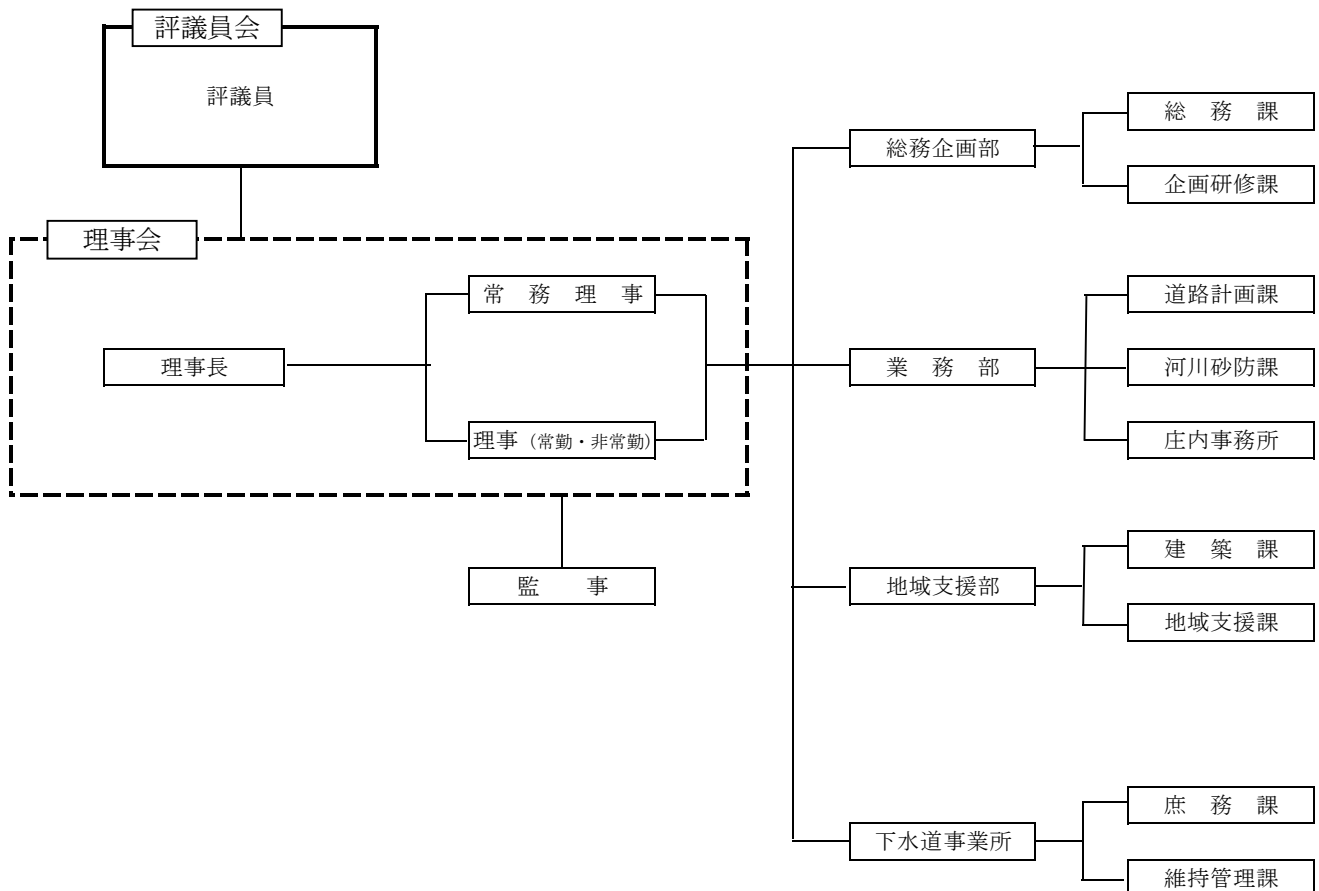 評議員会
評議員
理事会
理事長
常　務　理　事
理事（常勤・非常勤）
監　　事
総務企画部
総　務　課
企画研修課
業　務　部
道路計画課
河川砂防課
庄内事務所
地域支援部
建　築　課
地域支援課
下水道事業所
庶　務　課
維持管理課